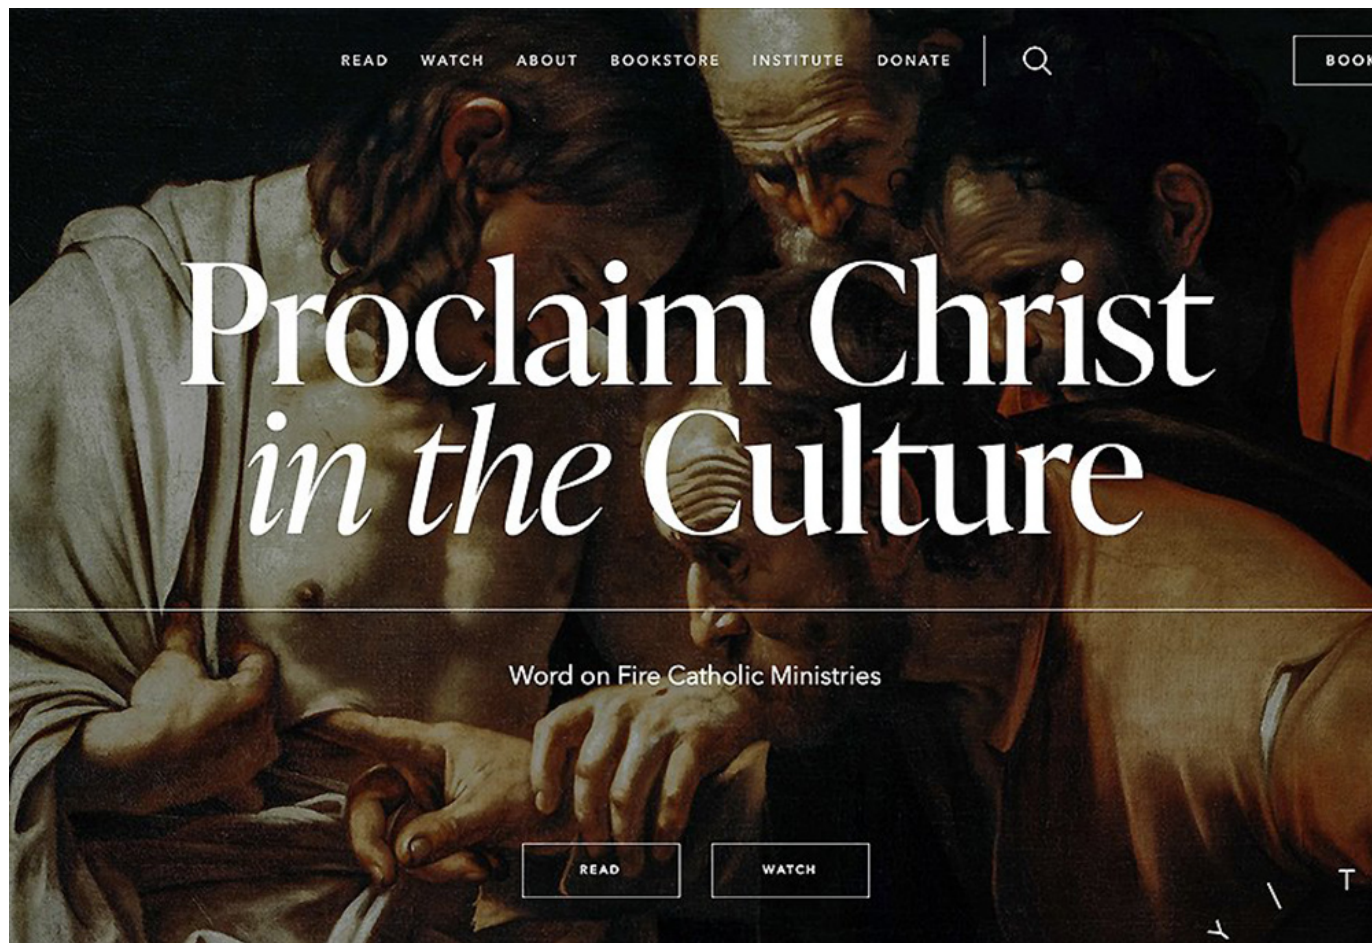 READ WATCH ABOUT BOOKSTORE INSTITUTE DONATE
Proclaim Christ
in the Culture
Word on Fire Catholic Ministries
READ WATCH
Y I T